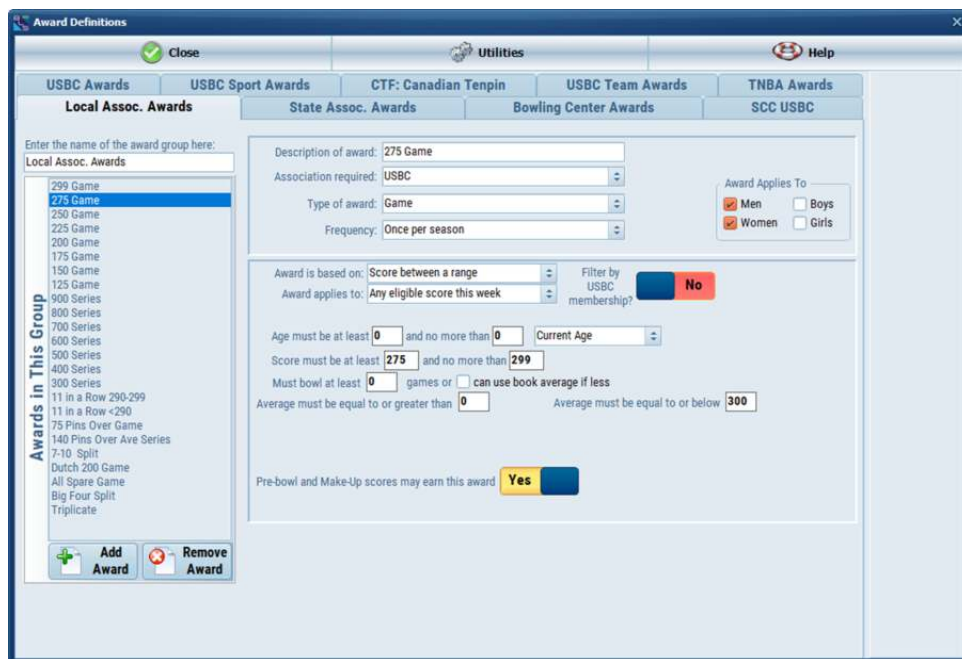 Award Definitions
Close Utilities Help
USBC Awards USBC Sport Awards CTF: Canadian Tenpin USBC Team Awards TNBA Awards
Local Assoc. Awards State Assoc. Awards Bowling Center Awards SCC USBC
Enter the name of the award group here:
Local Assoc. Awards
Awards in This Group
299 Game
275 Game
250 Game
225 Game
200 Game
175 Game
150 Game
125 Game
900 Series
800 Series
700 Series
600 Series
500 Series
400 Series
300 Series
11 in a Row 290-299
11 in a Row <290
75 Pins Over Game
140 Pins Over Ave Series
7-10 Split
Dutch 200 Game
All Spare Game
Big Four Split
Triplicate
Add Award
Remove Award
Description of award: 275 Game
Association required: USBC
Type of award: Game
Frequency: Once per season
Award Applies To
Men Boys
Women Girls
Award is based on: Score between a range
Award applies to: Any eligible score this week
Filter by USBC membership? No
Age must be at least 0 and no more than 0 Current Age
Score must be at least 275 and no more than 299
Must bowl at least 0 games or can use book average if less
Average must be equal to or greater than 0 Average must be equal to or below 300
Pre-bowl and Make-Up scores may earn this award Yes